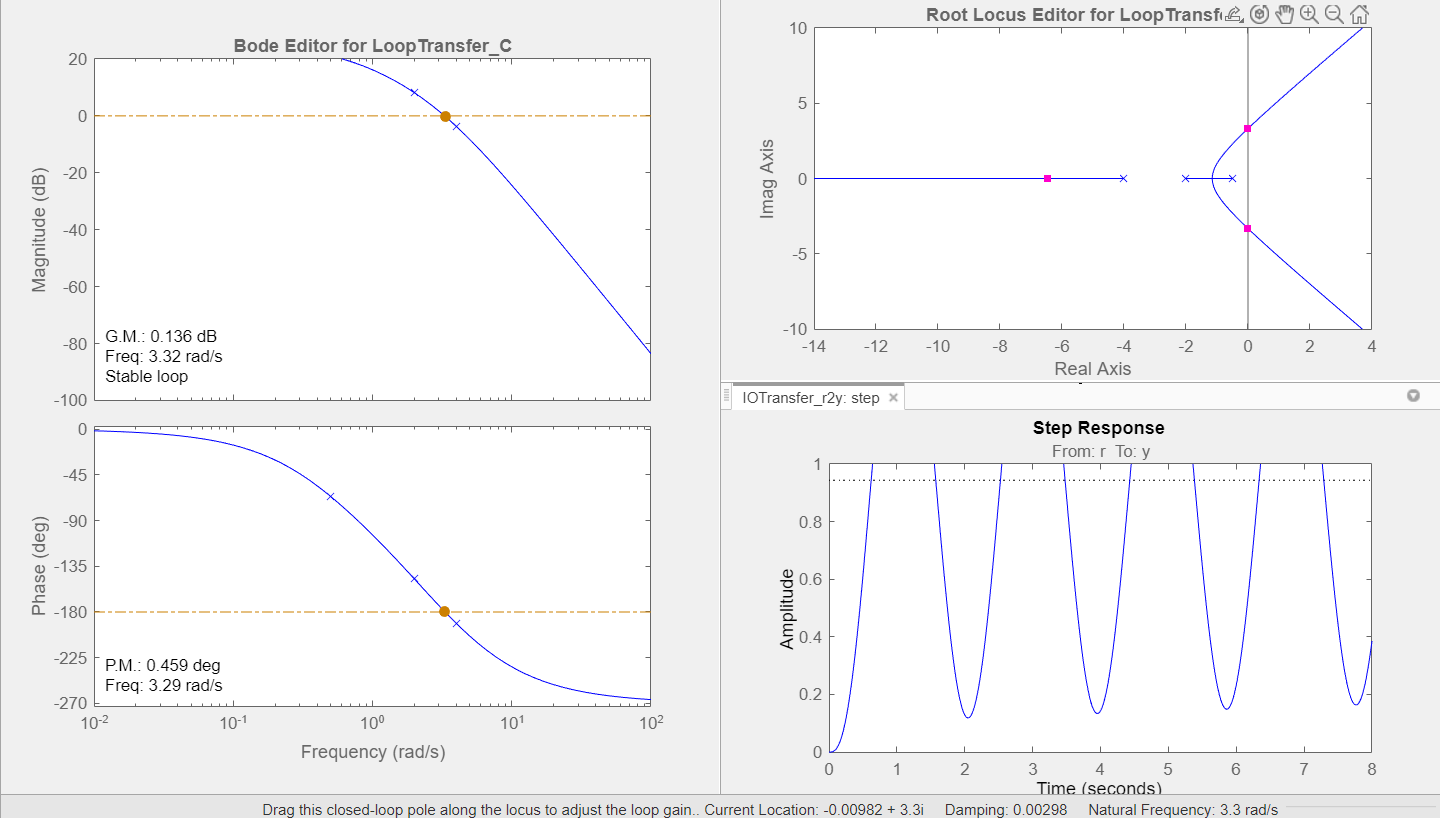 Bode Editor for LoopTransfer_C
20
0
-20
-40
-60
-80
-100
Magnitude (dB)
G.M.: 0.136 dB
Freq: 3.32 rad/s
Stable loop
0
-45
-90
-135
-180
-225
-270
Phase (deg)
P.M.: 0.459 deg
Freq: 3.29 rad/s
10-2 10-1 100 101 102
Frequency (rad/s)
Root Locus Editor for LoopTransf
10
5
0
-5
-10
Imag Axis
-14 -12 -10 -8 -6 -4 -2 0 2 4
Real Axis
IOTransfer_r2y: step
Step Response
From: r To: y
1
0.8
0.6
0.4
0.2
0
Amplitude
0 1 2 3 4 5 6 7 8
Time (seconds)
Drag this closed-loop pole along the locus to adjust the loop gain.. Current Location: -0.00982 + 3.3i Damping: 0.00298 Natural Frequency: 3.3 rad/s